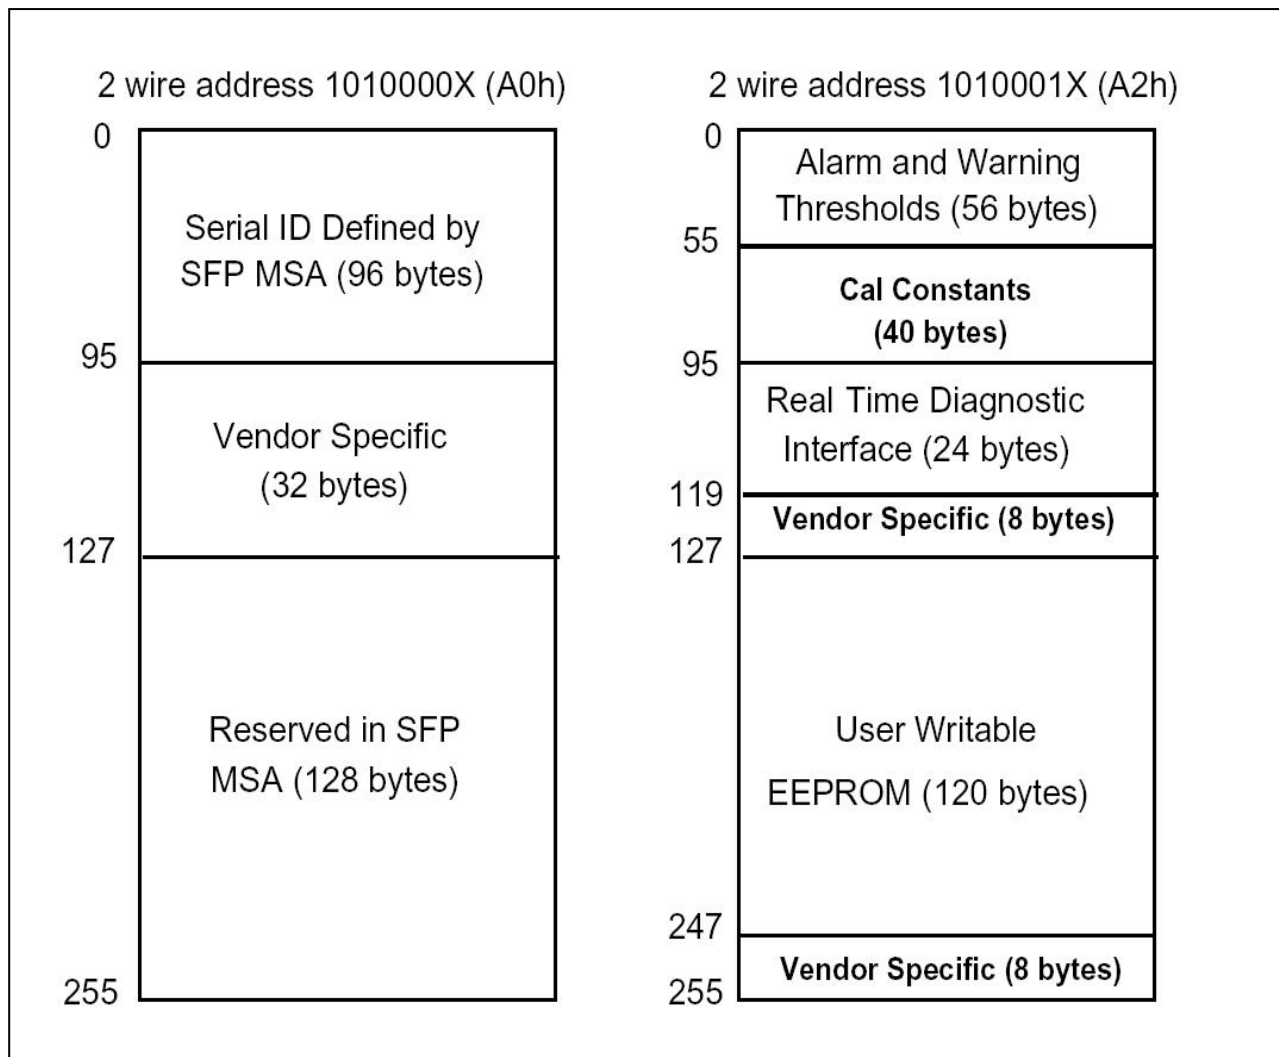 2 wire address 1010000X (A0h)
0
Serial ID Defined by
SFP MSA (96 bytes)
95
Vendor Specific
(32 bytes)
127
Reserved in SFP
MSA (128 bytes)
255
2 wire address 1010001X (A2h)
0
Alarm and Warning
Thresholds (56 bytes)
55
Cal Constants
(40 bytes)
95
Real Time Diagnostic
Interface (24 bytes)
119
Vendor Specific (8 bytes)
127
User Writable
EEPROM (120 bytes)
247
Vendor Specific (8 bytes)
255